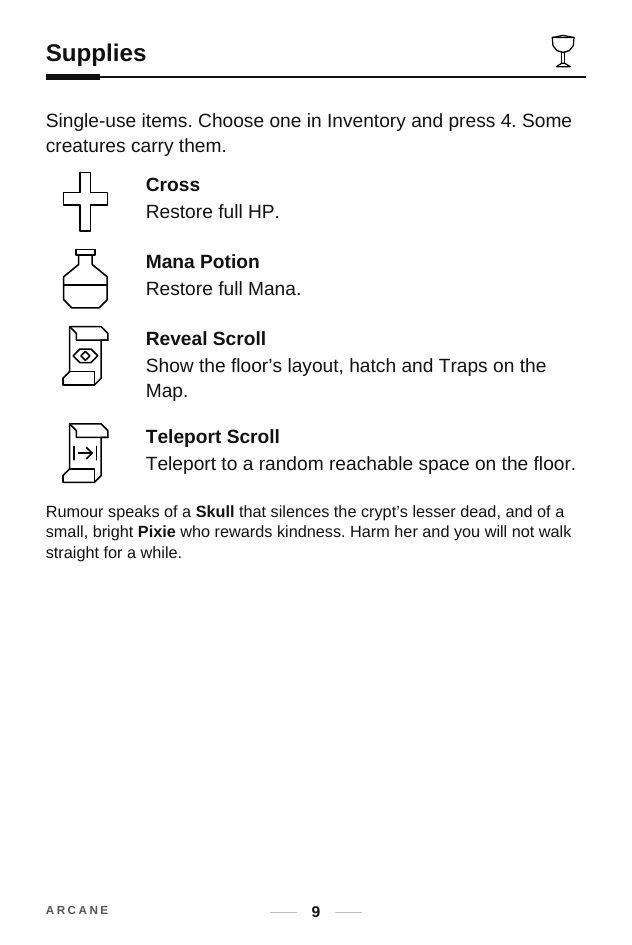 Supplies
Single-use items. Choose one in Inventory and press 4. Some
creatures carry them.
Cross
Restore full HP.
Mana Potion
Restore full Mana.
Reveal Scroll
Show the floor’s layout, hatch and Traps on the
Map.
Teleport Scroll
Teleport to a random reachable space on the floor.
Rumour speaks of a Skull that silences the crypt’s lesser dead, and of a
small, bright Pixie who rewards kindness. Harm her and you will not walk
straight for a while.
ARCANE
9